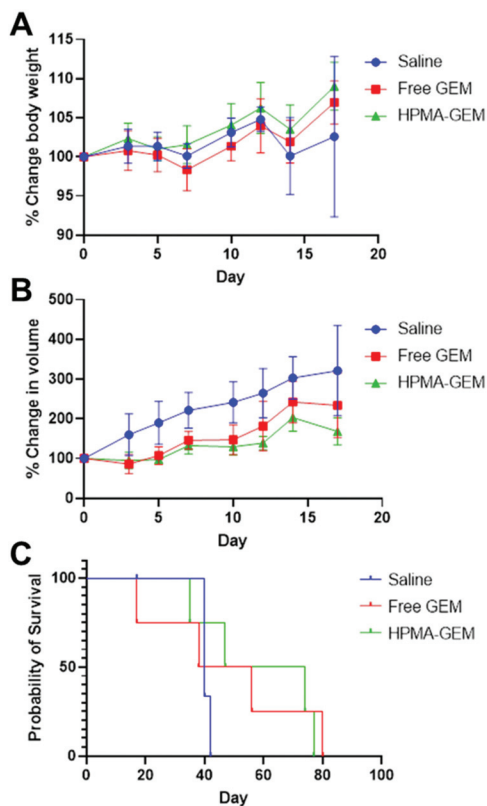 A
% Change body weight
115
110
105
100
95
90
0
5
10
15
20
Day
Saline
Free GEM
HPMA-GEM
B
% Change in volume
500
400
300
200
100
0
0
5
10
15
20
Day
Saline
Free GEM
HPMA-GEM
C
Probability of Survival
100
50
0
0
20
40
60
80
100
Day
Saline
Free GEM
HPMA-GEM